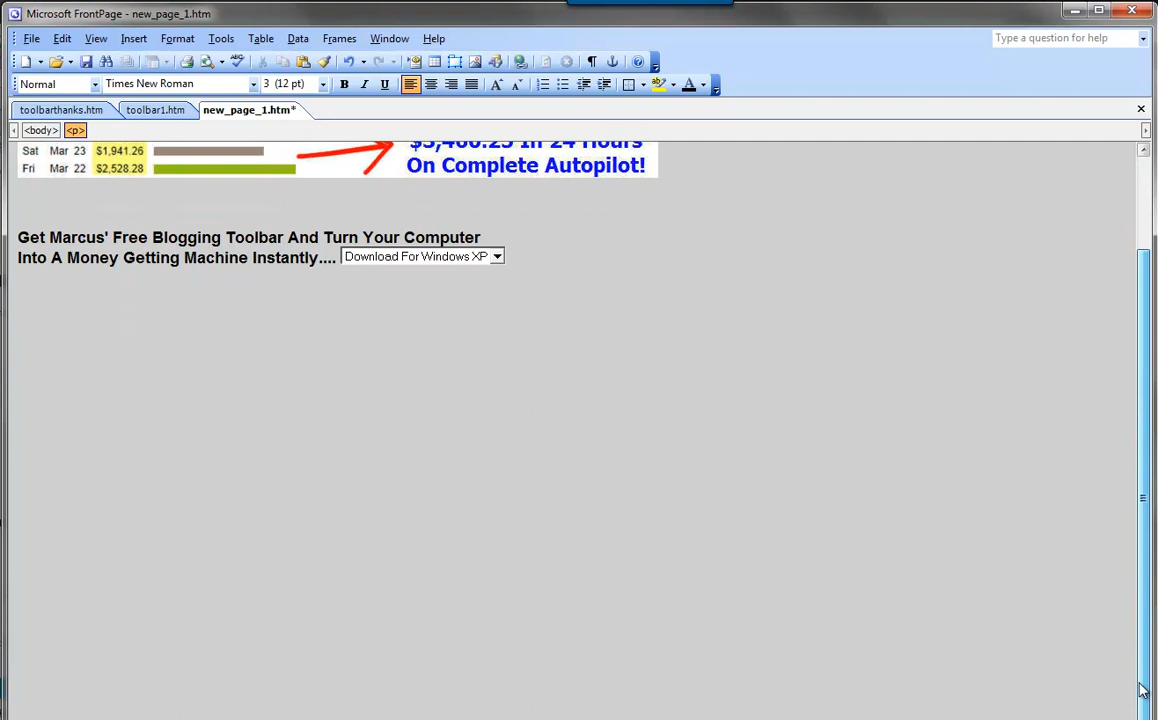 Microsoft FrontPage - new_page_1.htm
File Edit View Insert Format Tools Table Data Frames Window Help
Type a question for help
Normal Times New Roman 3 (12 pt) B I U A A A
toolbarthanks.htm toolbar1.htm new_page_1.htm*
<body> <p>
Sat Mar 23 $1,941.26
Fri Mar 22 $2,528.28
In 24 Hours
On Complete Autopilot!
Get Marcus' Free Blogging Toolbar And Turn Your Computer
Into A Money Getting Machine Instantly.... Download For Windows XP